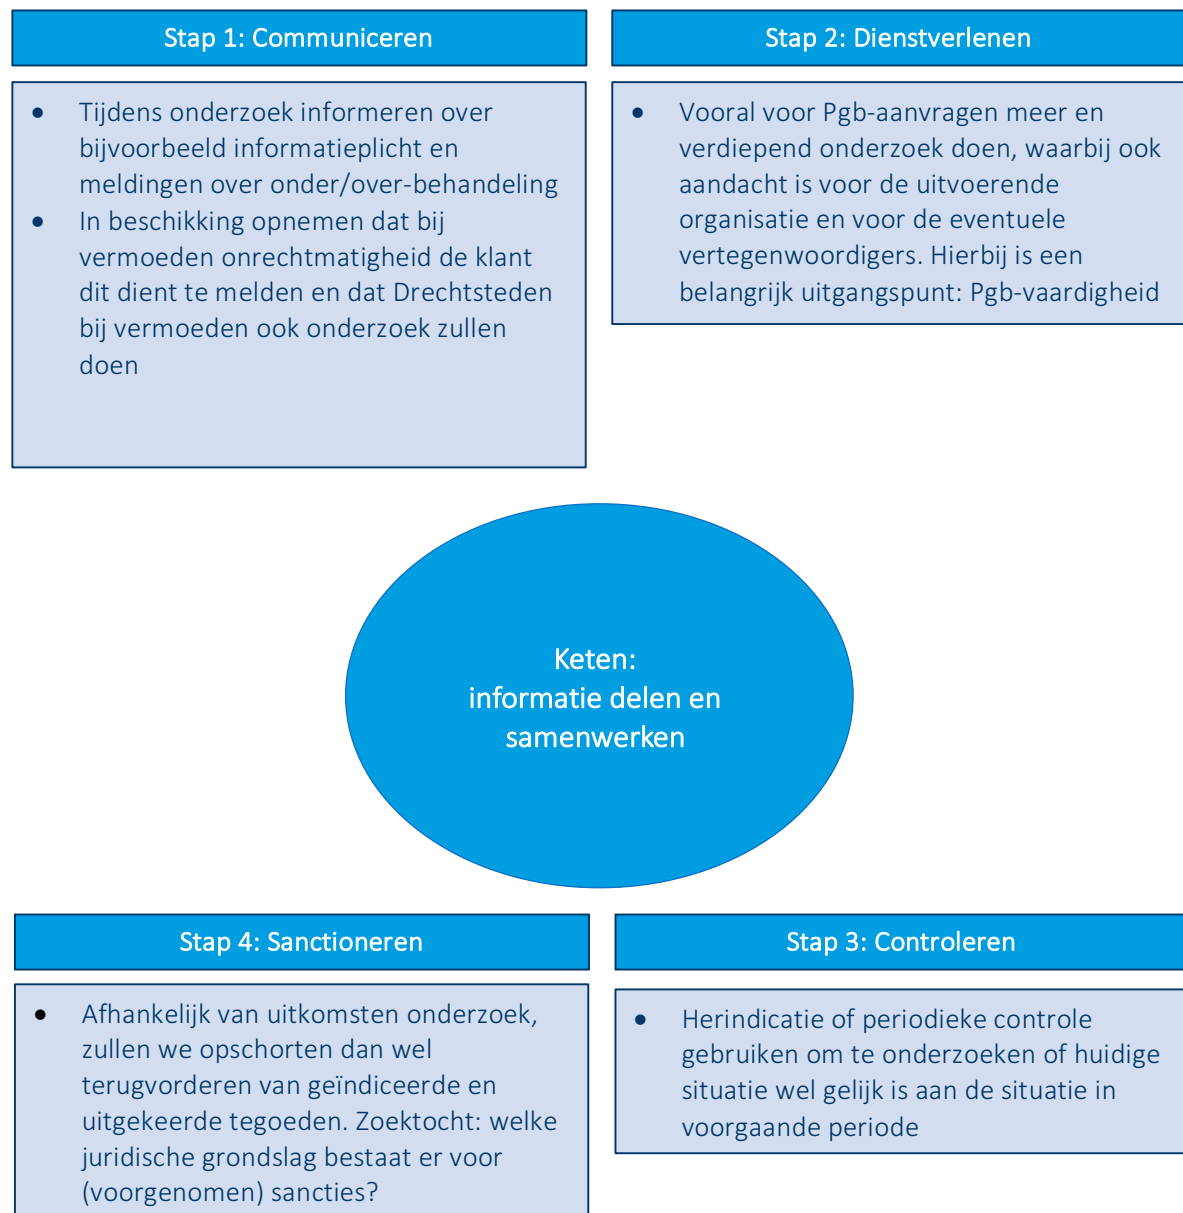 Stap 1: Communiceren
• Tijdens onderzoek informeren over
bijvoorbeeld informatieplicht en
meldingen over onder/over-behandeling
• In beschikking opnemen dat bij
vermoeden onrechtmatigheid de klant
dit dient te melden en dat Drechtsteden
bij vermoeden ook onderzoek zullen
doen
Stap 2: Dienstverlenen
• Vooral voor Pgb-aanvragen meer en
verdiepend onderzoek doen, waarbij ook
aandacht is voor de uitvoerende
organisatie en voor de eventuele
vertegenwoordigers. Hierbij is een
belangrijk uitgangspunt: Pgb-vaardigheid
Keten:
informatie delen en
samenwerken
Stap 4: Sanctioneren
• Afhankelijk van uitkomsten onderzoek,
zullen we opschorten dan wel
terugvorderen van geïndiceerde en
uitgekeerde tegoeden. Zoektocht: welke
juridische grondslag bestaat er voor
(voorgenomen) sancties?
Stap 3: Controleren
• Herindicatie of periodieke controle
gebruiken om te onderzoeken of huidige
situatie wel gelijk is aan de situatie in
voorgaande periode